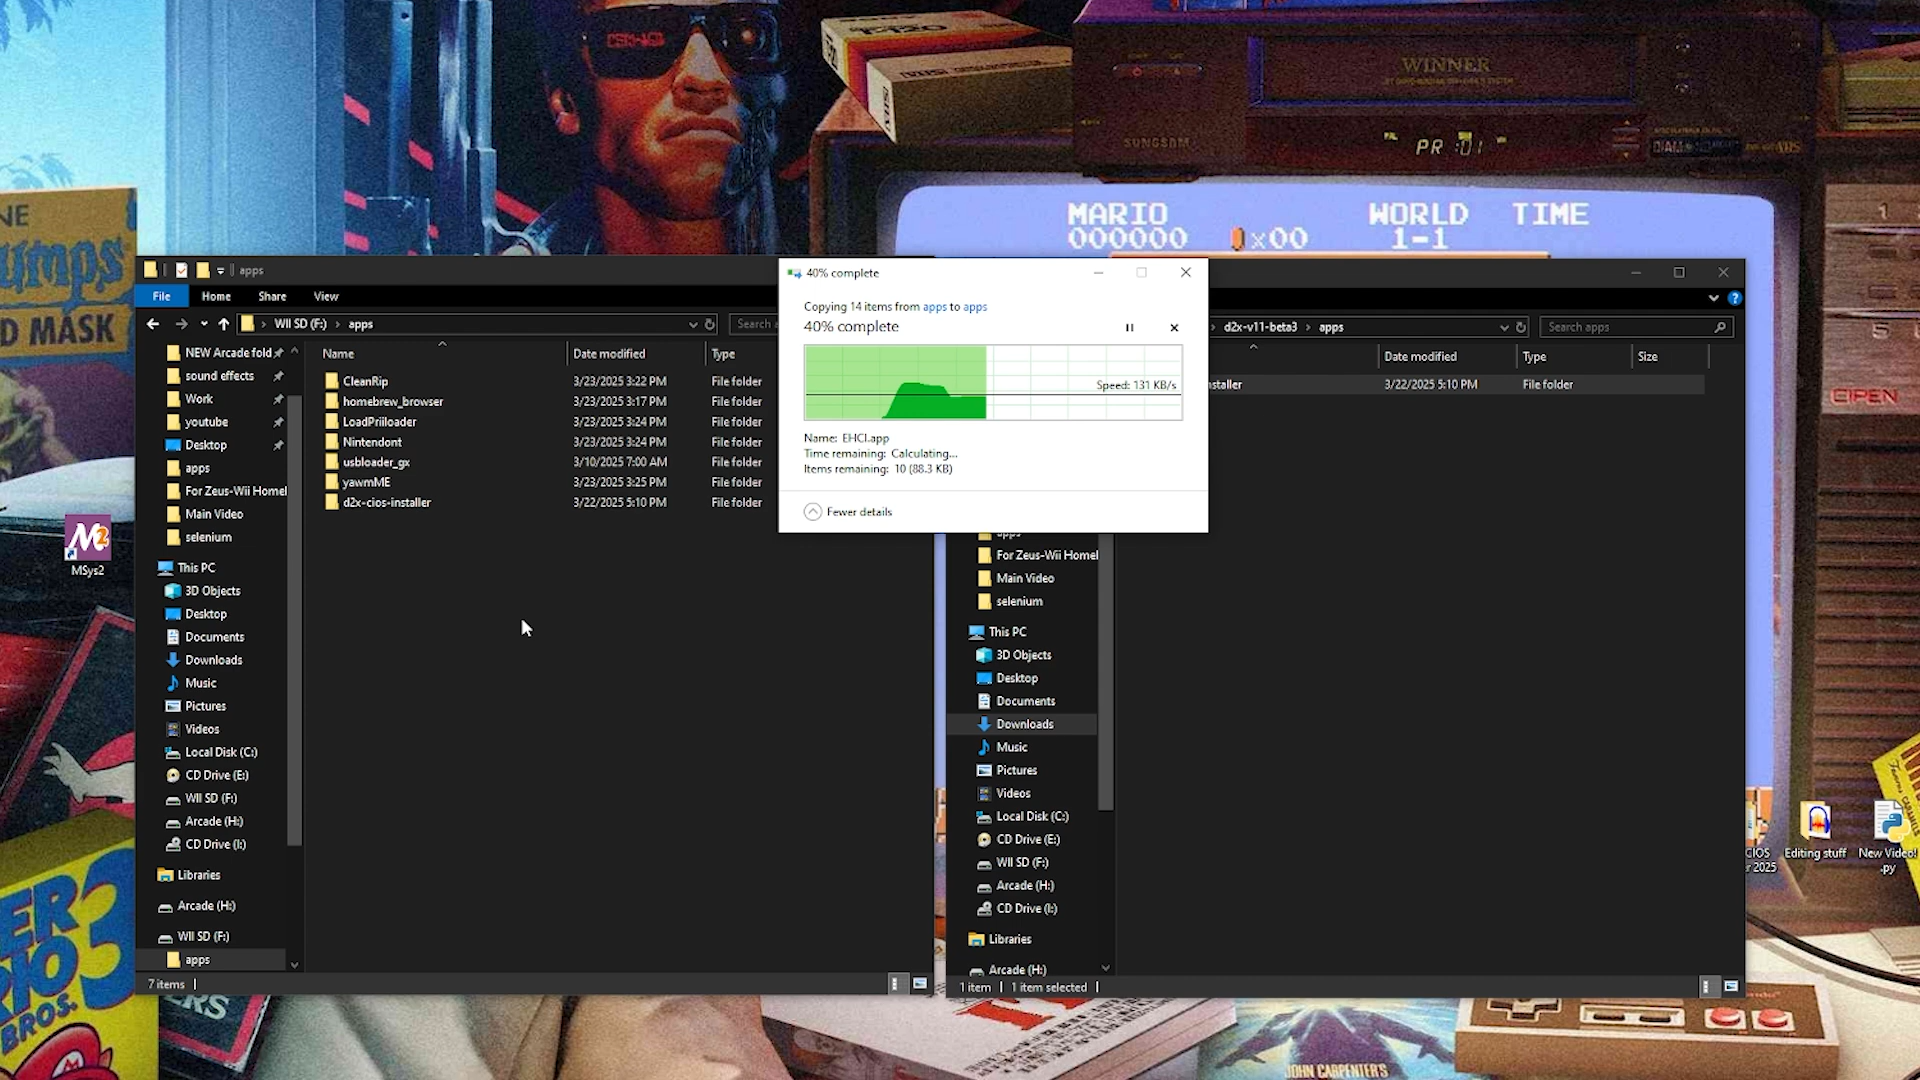 WINNER
SUNGSAM
PR :01
MARIO
000000
x00
WORLD
1-1
TIME
D MASK
apps
File
Home
Share
View
WII SD (F:) › apps
Search a
NEW Arcade fold
sound effects
Work
youtube
Desktop
apps
For Zeus-Wii Homel
Main Video
selenium
This PC
3D Objects
Desktop
Documents
Downloads
Music
Pictures
Videos
Local Disk (C:)
CD Drive (E:)
WII SD (F:)
Arcade (H:)
CD Drive (I:)
Libraries
Arcade (H:)
WII SD (F:)
apps
7 items
Name Date modified Type
CleanRip 3/23/2025 3:22 PM File folder
homebrew_browser 3/23/2025 3:17 PM File folder
LoadPriiloader 3/23/2025 3:24 PM File folder
Nintendont 3/23/2025 3:24 PM File folder
usbloader_gx 3/10/2025 7:00 AM File folder
yawmME 3/23/2025 3:25 PM File folder
d2x-cios-installer 3/22/2025 5:10 PM File folder
40% complete
Copying 14 items from apps to apps
40% complete
Speed: 131 KB/s
Name: EHCI.app
Time remaining: Calculating...
Items remaining: 10 (88.3 KB)
Fewer details
› d2x-v11-beta3 › apps
Search apps
Date modified Type Size
nstaller 3/22/2025 5:10 PM File folder
apps
For Zeus-Wii Homel
Main Video
selenium
This PC
3D Objects
Desktop
Documents
Downloads
Music
Pictures
Videos
Local Disk (C:)
CD Drive (E:)
WII SD (F:)
Arcade (H:)
CD Drive (I:)
Libraries
Arcade (H:)
1 item
1 item selected
MSys2
cIOS
r 2025
Editing stuff
New Video!
.py
BROS.
JOHN CARPENTER'S